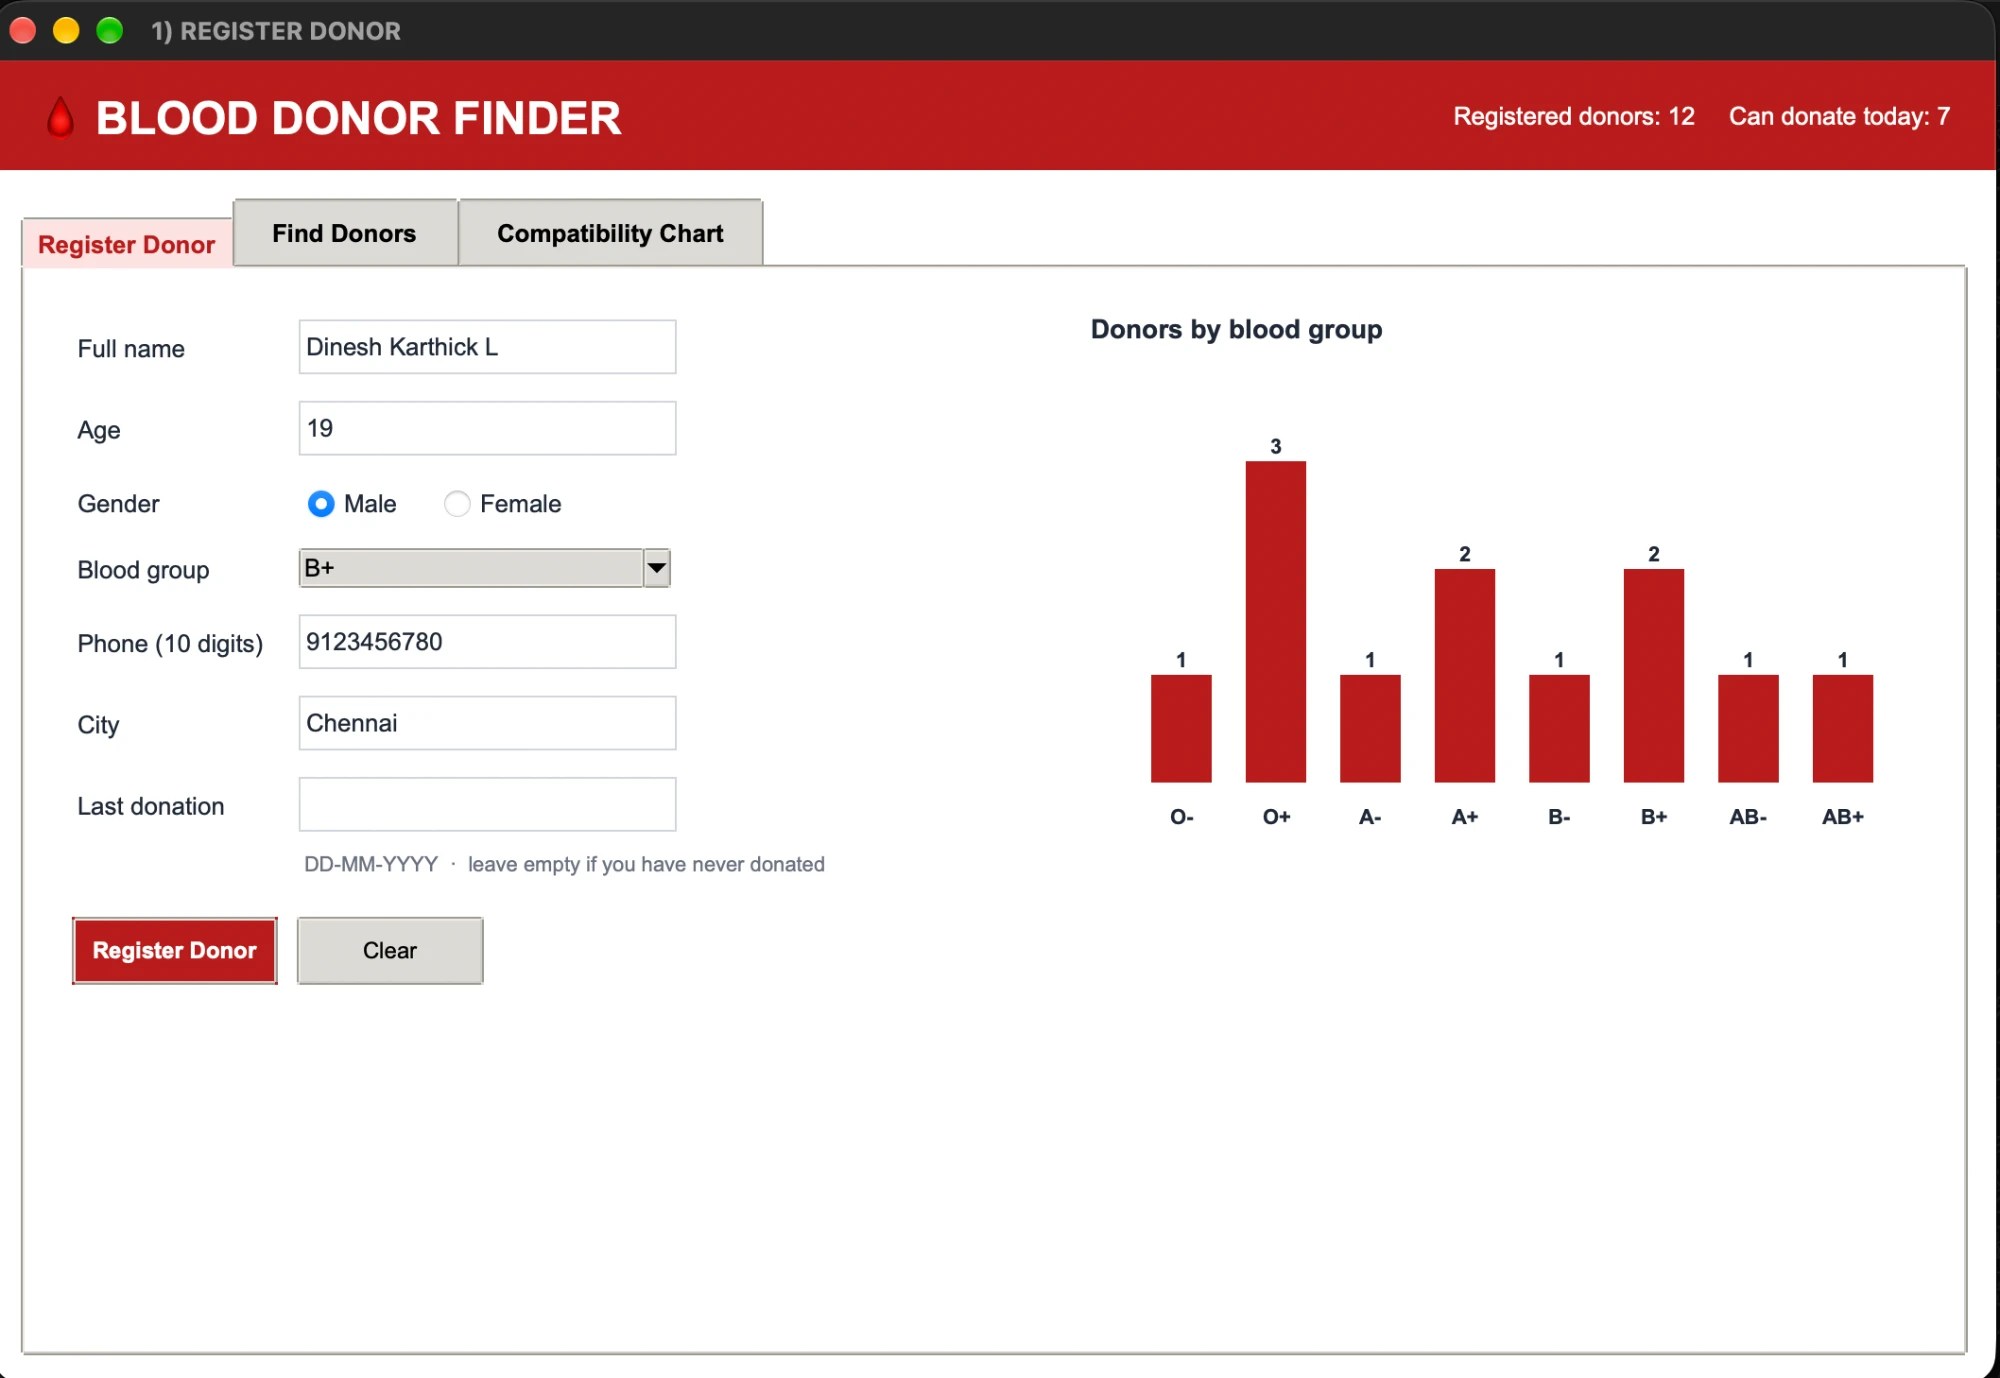 1) REGISTER DONOR
BLOOD DONOR FINDER
Registered donors: 12 Can donate today: 7
Register Donor Find Donors Compatibility Chart
Full name Dinesh Karthick L
Age 19
Gender Male Female
Blood group B+
Phone (10 digits) 9123456780
City Chennai
Last donation
DD-MM-YYYY · leave empty if you have never donated
Register Donor Clear
Donors by blood group
1 3 1 2 1 2 1 1
O- O+ A- A+ B- B+ AB- AB+